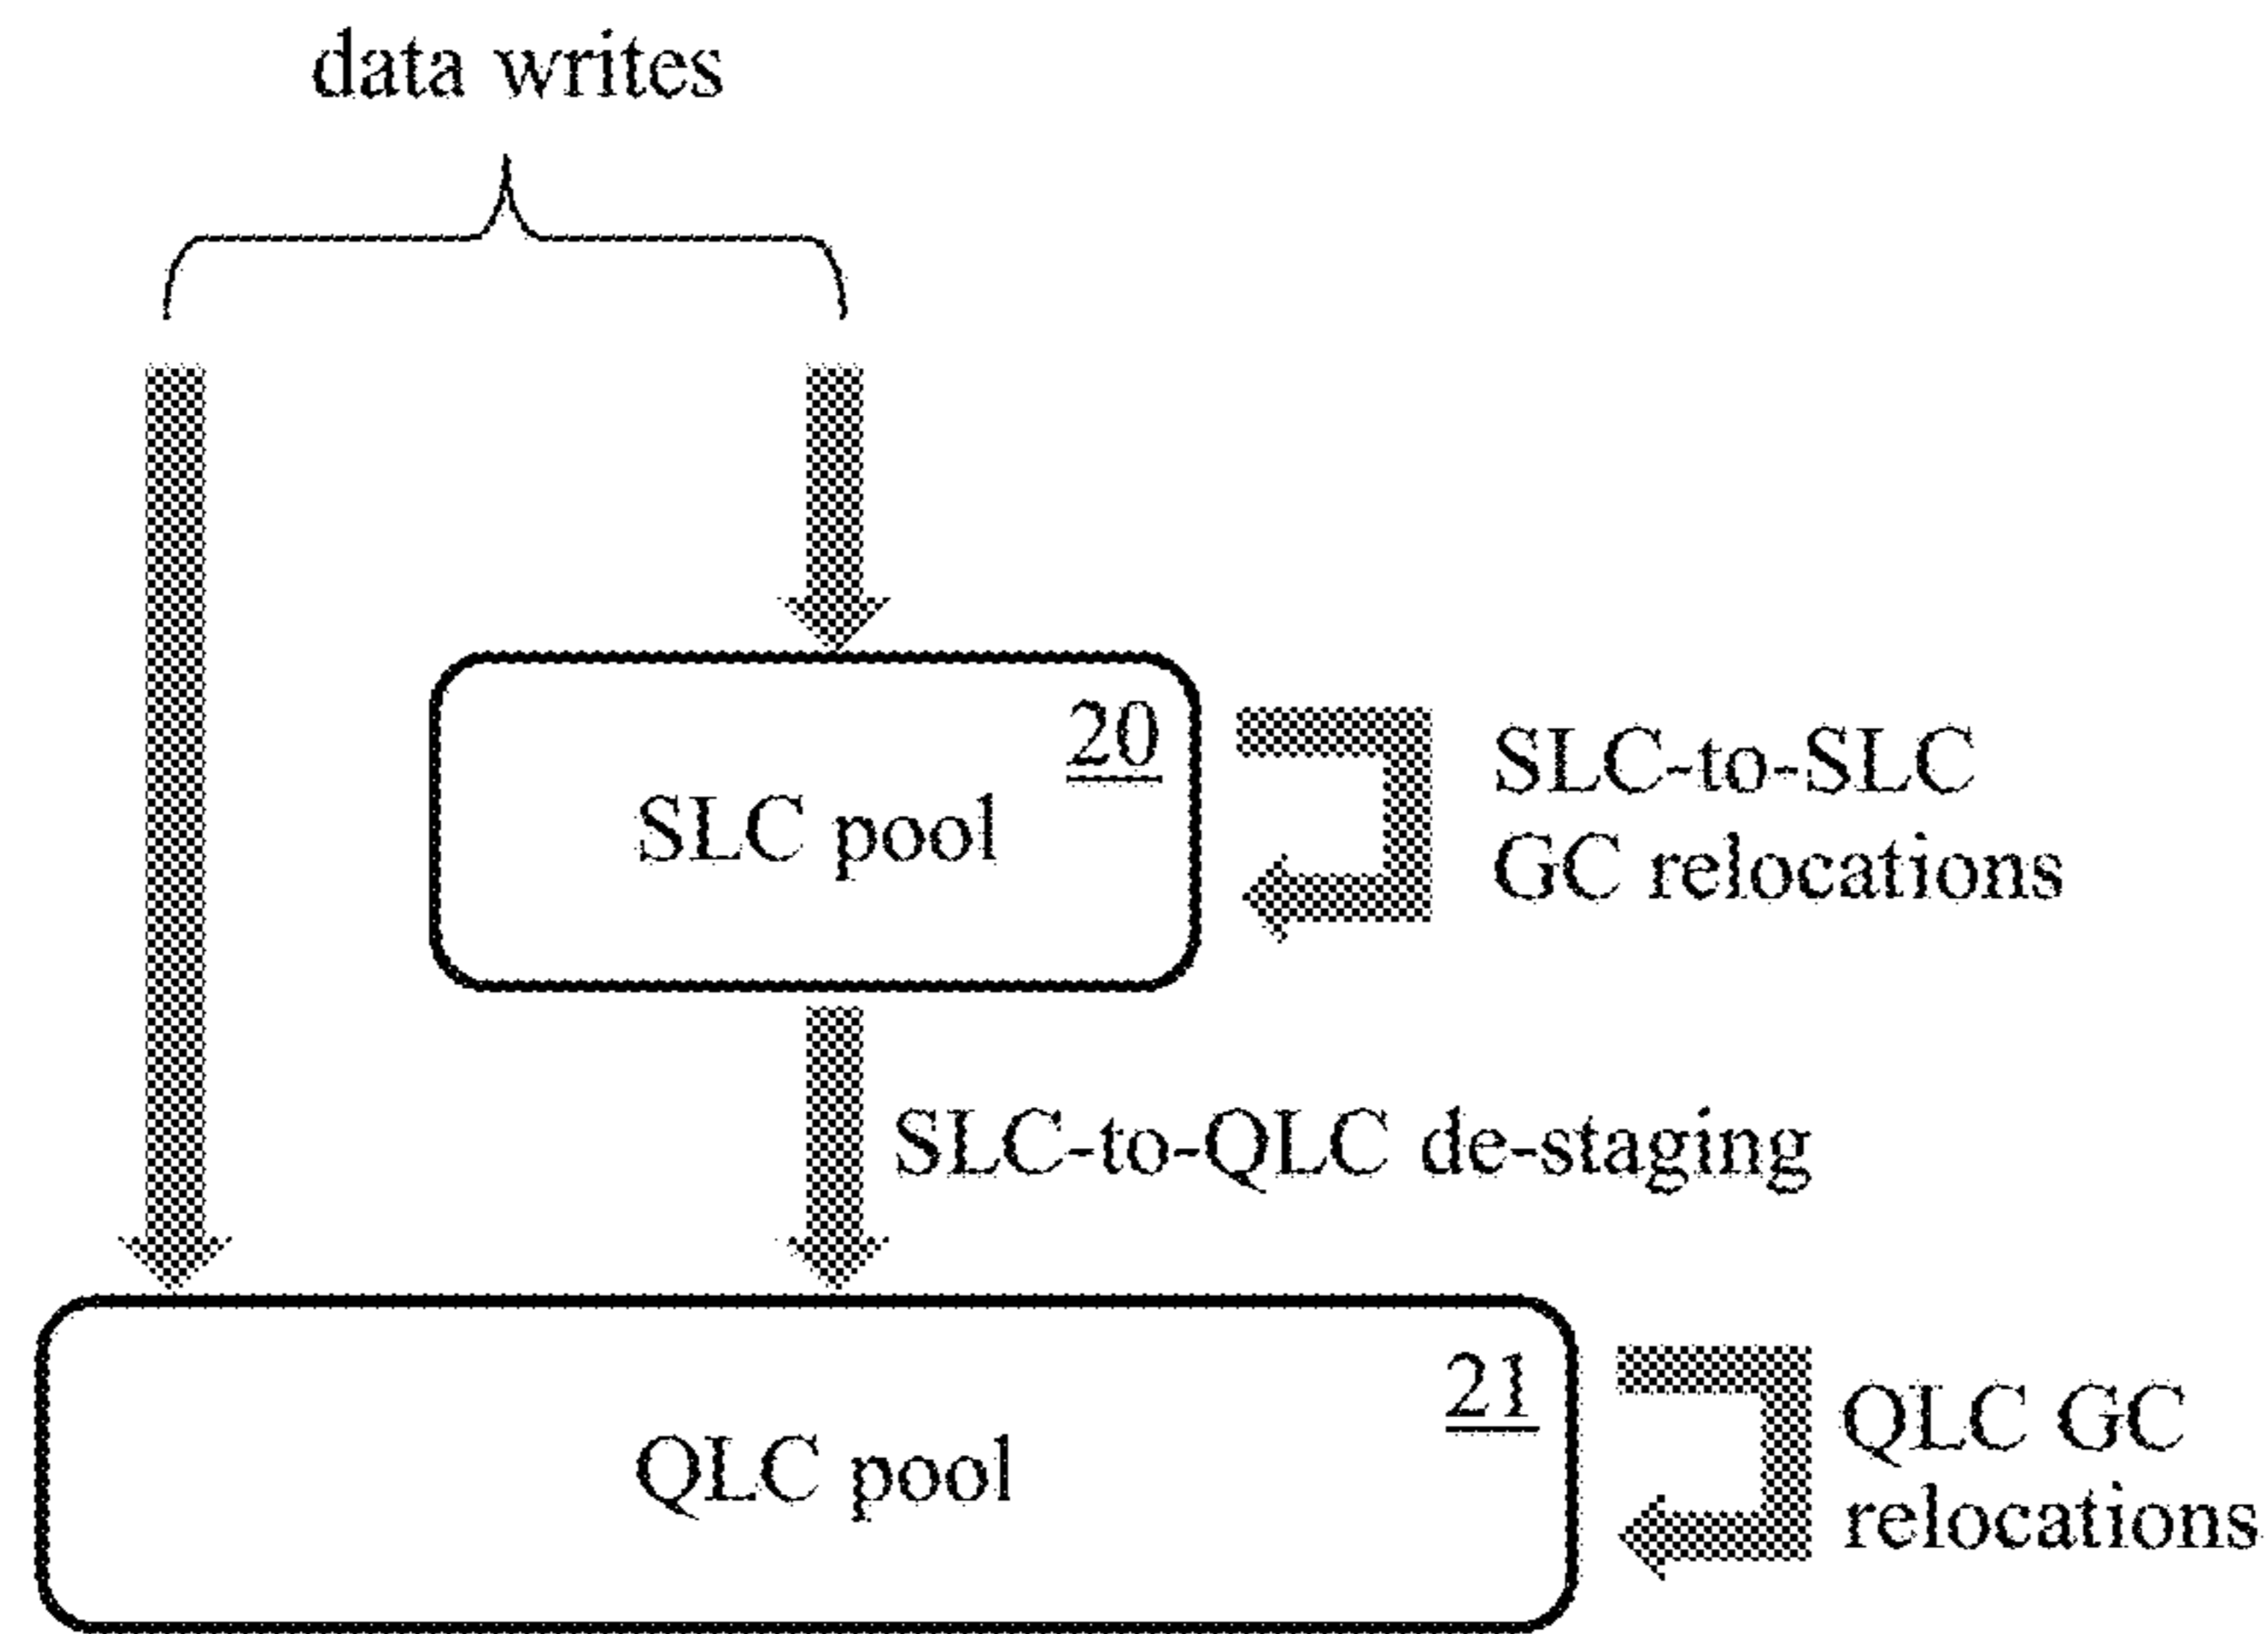 data writes
20
SLC pool
SLC-to-SLC
GC relocations
SLC-to-QLC de-staging
21
QLC pool
QLC GC
relocations